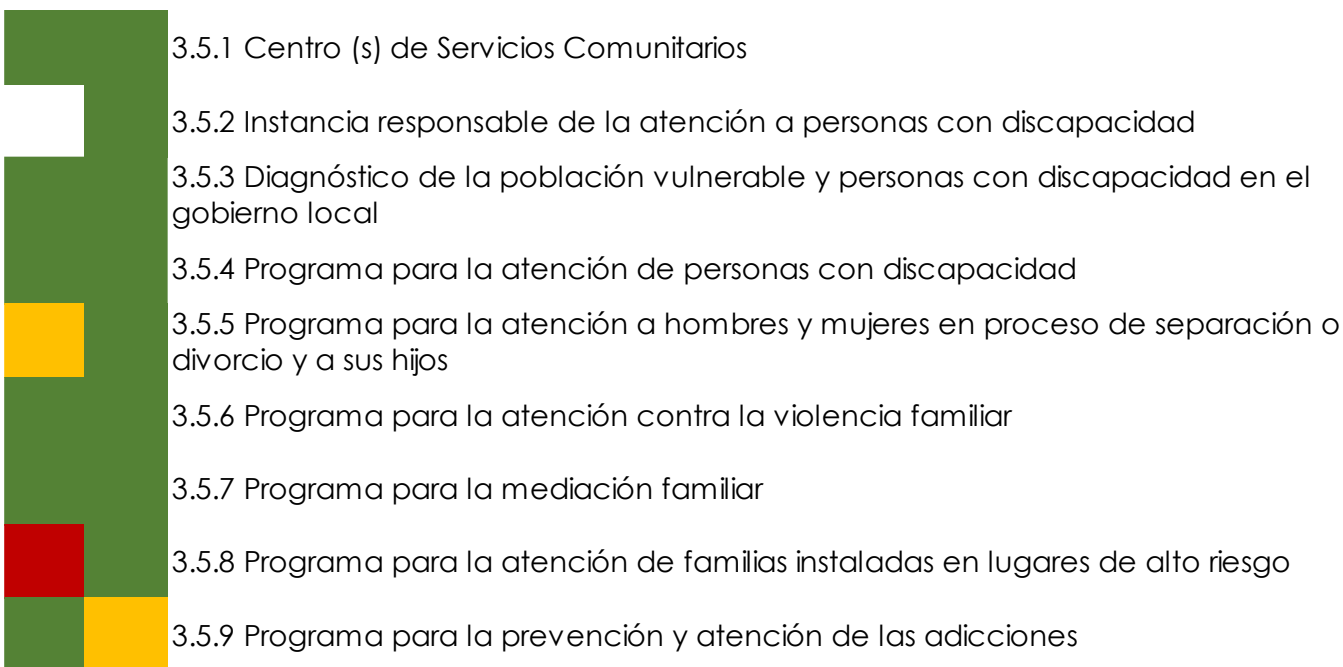 3.5.1 Centro (s) de Servicios Comunitarios
3.5.2 Instancia responsable de la atención a personas con discapacidad
3.5.3 Diagnóstico de la población vulnerable y personas con discapacidad en el
gobierno local
3.5.4 Programa para la atención de personas con discapacidad
3.5.5 Programa para la atención a hombres y mujeres en proceso de separación o
divorcio y a sus hijos
3.5.6 Programa para la atención contra la violencia familiar
3.5.7 Programa para la mediación familiar
3.5.8 Programa para la atención de familias instaladas en lugares de alto riesgo
3.5.9 Programa para la prevención y atención de las adicciones